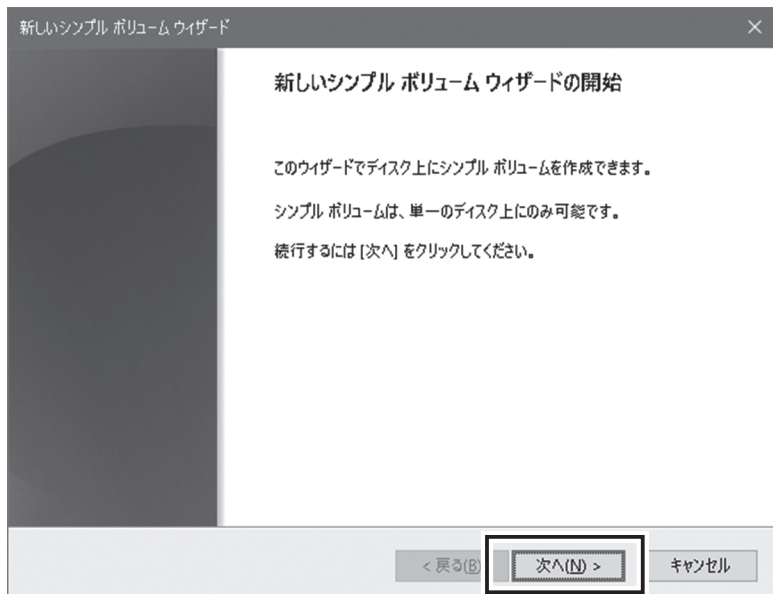 新しいシンプル ボリューム ウィザード
新しいシンプル ボリューム ウィザードの開始
このウィザードでディスク上にシンプル ボリュームを作成できます。
シンプル ボリュームは、単一のディスク上にのみ可能です。
続行するには [次へ] をクリックしてください。
< 戻る(B) 次へ(N) > キャンセル